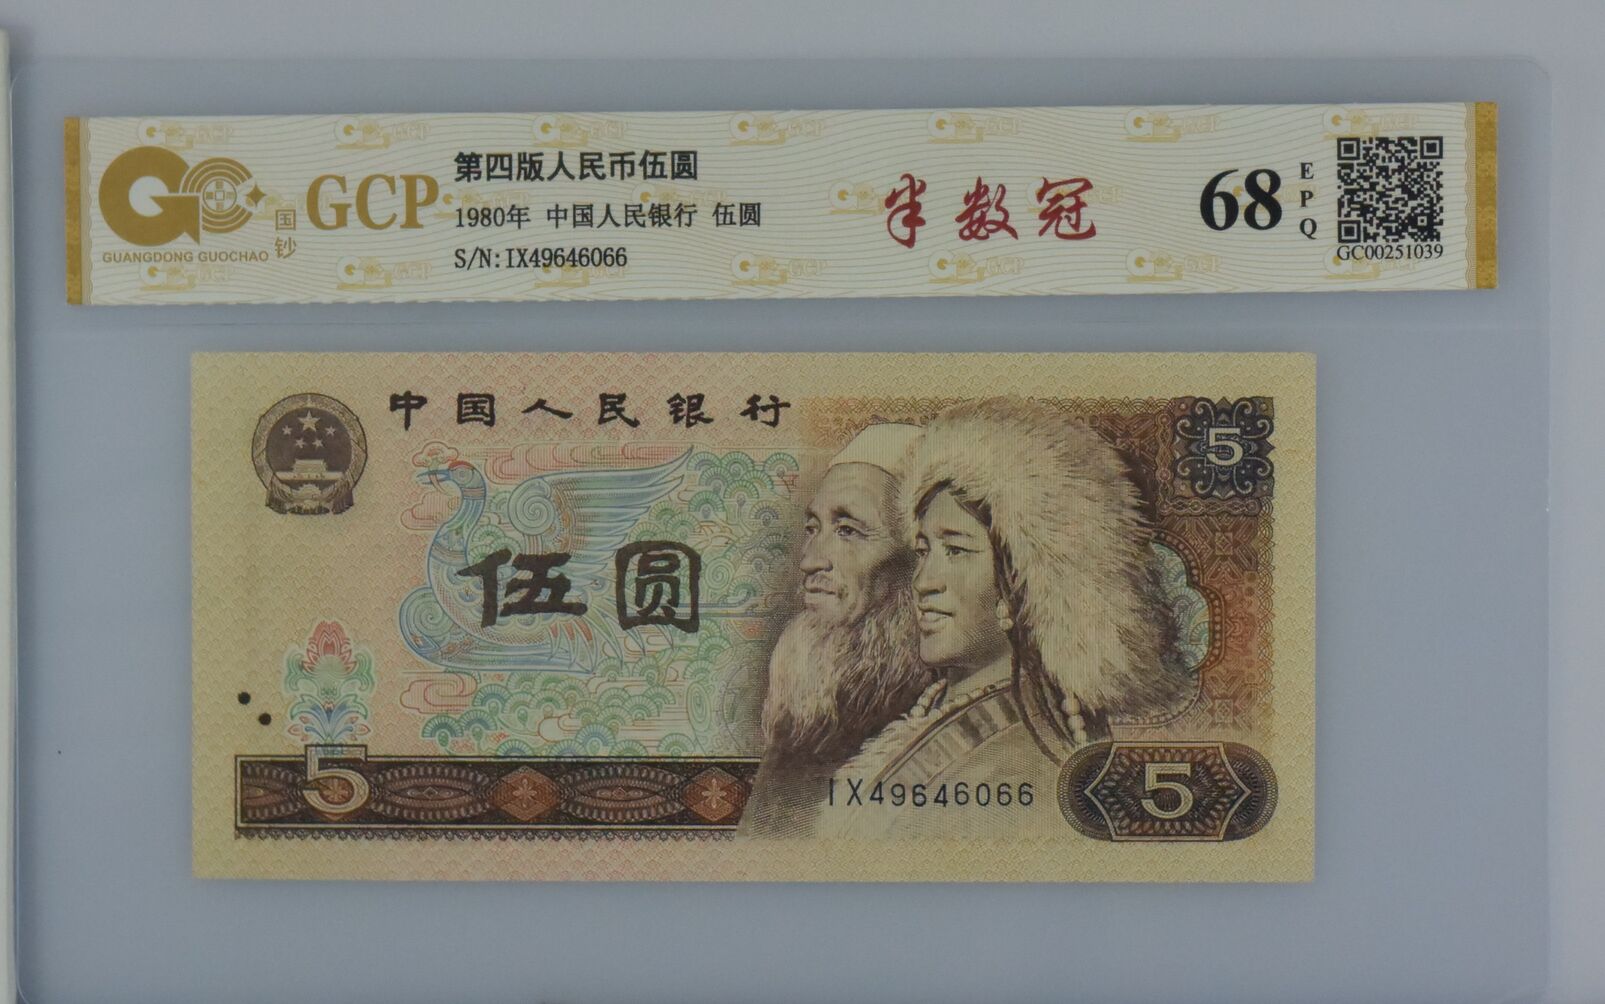 GCP
国钞
GUANGDONG GUOCHAO
第四版人民币伍圆
1980年 中国人民银行 伍圆
S/N:IX49646066
半数冠
68
EPQ
GC00251039
中国人民银行
5
伍圆
5
IX49646066
5